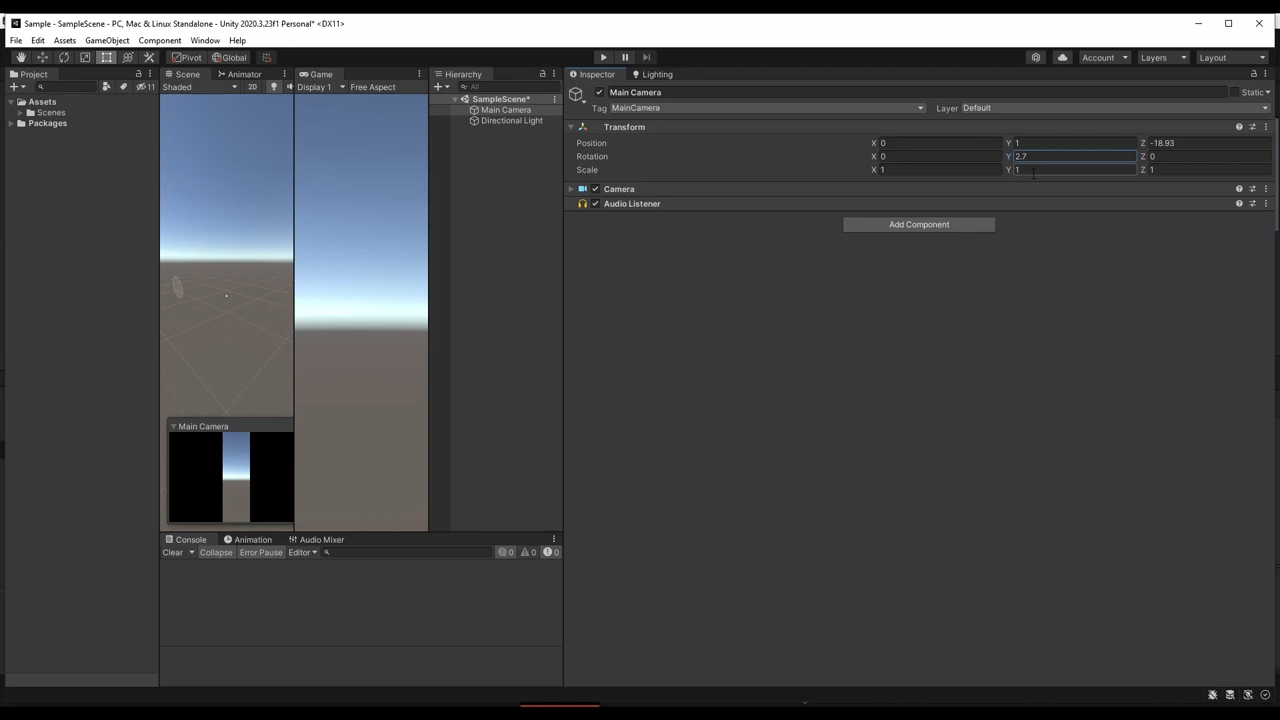 Sample - SampleScene - PC, Mac & Linux Standalone - Unity 2020.3.23f1 Personal* <DX11>
File Edit Assets GameObject Component Window Help
Pivot Global Account Layers Layout
Project
11
Assets
Scenes
Packages
Scene Animator
Shaded 2D
Main Camera
Game
Display 1 Free Aspect
Hierarchy
All
SampleScene*
Main Camera
Directional Light
Console Animation Audio Mixer
Clear Collapse Error Pause Editor 0 0 0
Inspector Lighting
Main Camera Static
Tag MainCamera Layer Default
Transform
Position X 0 Y 1 Z -18.93
Rotation X 0 Y 2.7 Z 0
Scale X 1 Y 1 Z 1
Camera
Audio Listener
Add Component